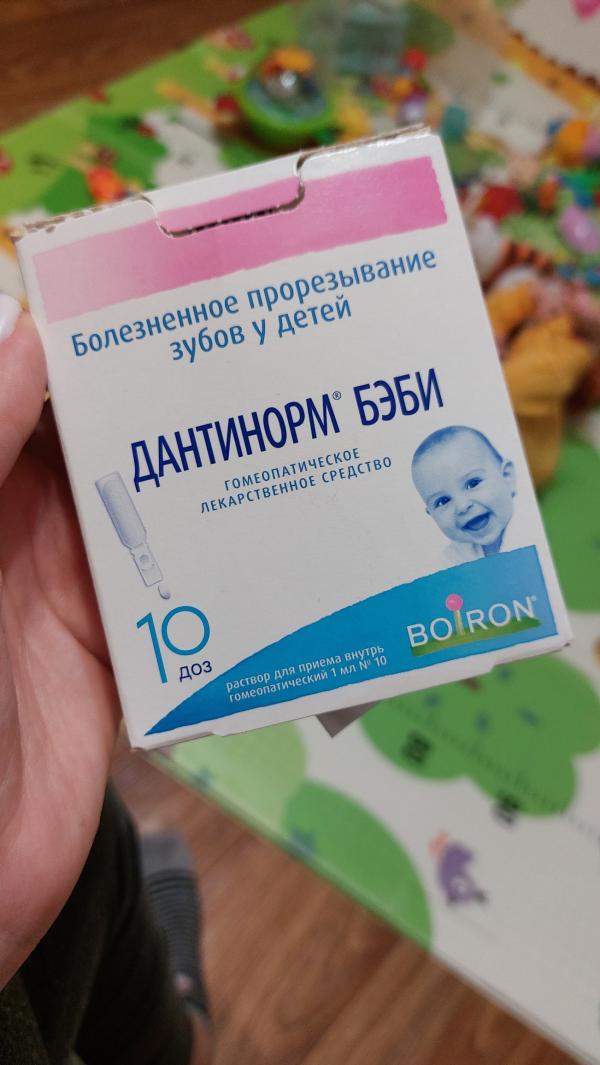 Болезненное прорезывание
зубов у детей
ДАНТИНОРМ® БЭБИ
ГОМЕОПАТИЧЕСКОЕ
ЛЕКАРСТВЕННОЕ СРЕДСТВО
10
ДОЗ
раствор для приема внутрь
гомеопатический 1 мл № 10
BOIRON®